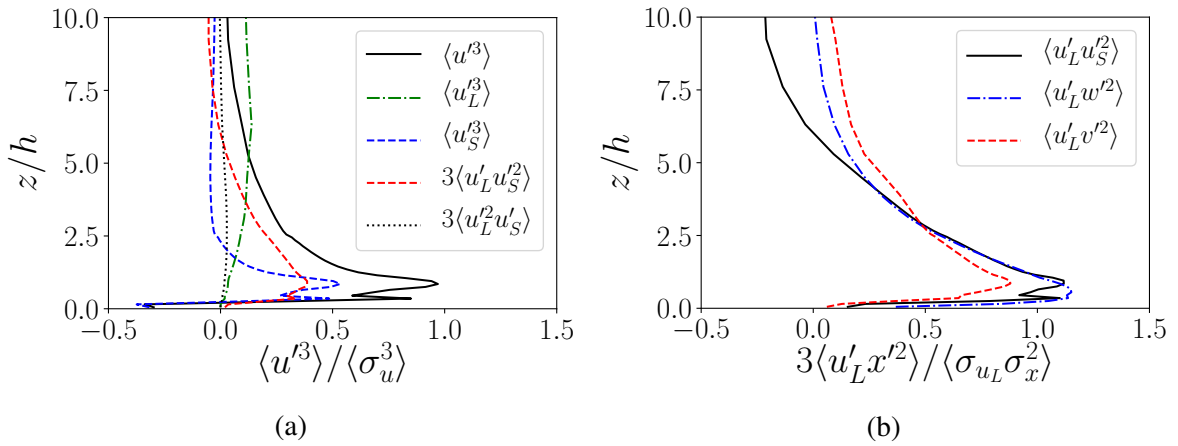 10.0
7.5
5.0
2.5
0.0
z/h
⟨u′³⟩
⟨u′_L³⟩
⟨u′_S³⟩
3⟨u′_L u′_S²⟩
3⟨u′_L² u′_S⟩
−0.5 0.0 0.5 1.0 1.5
⟨u′³⟩/⟨σ_u³⟩
(a)
10.0
7.5
5.0
2.5
0.0
z/h
⟨u′_L u′_S²⟩
⟨u′_L w′²⟩
⟨u′_L v′²⟩
−0.5 0.0 0.5 1.0 1.5
3⟨u′_L x′²⟩/⟨σ_{u_L} σ_x²⟩
(b)